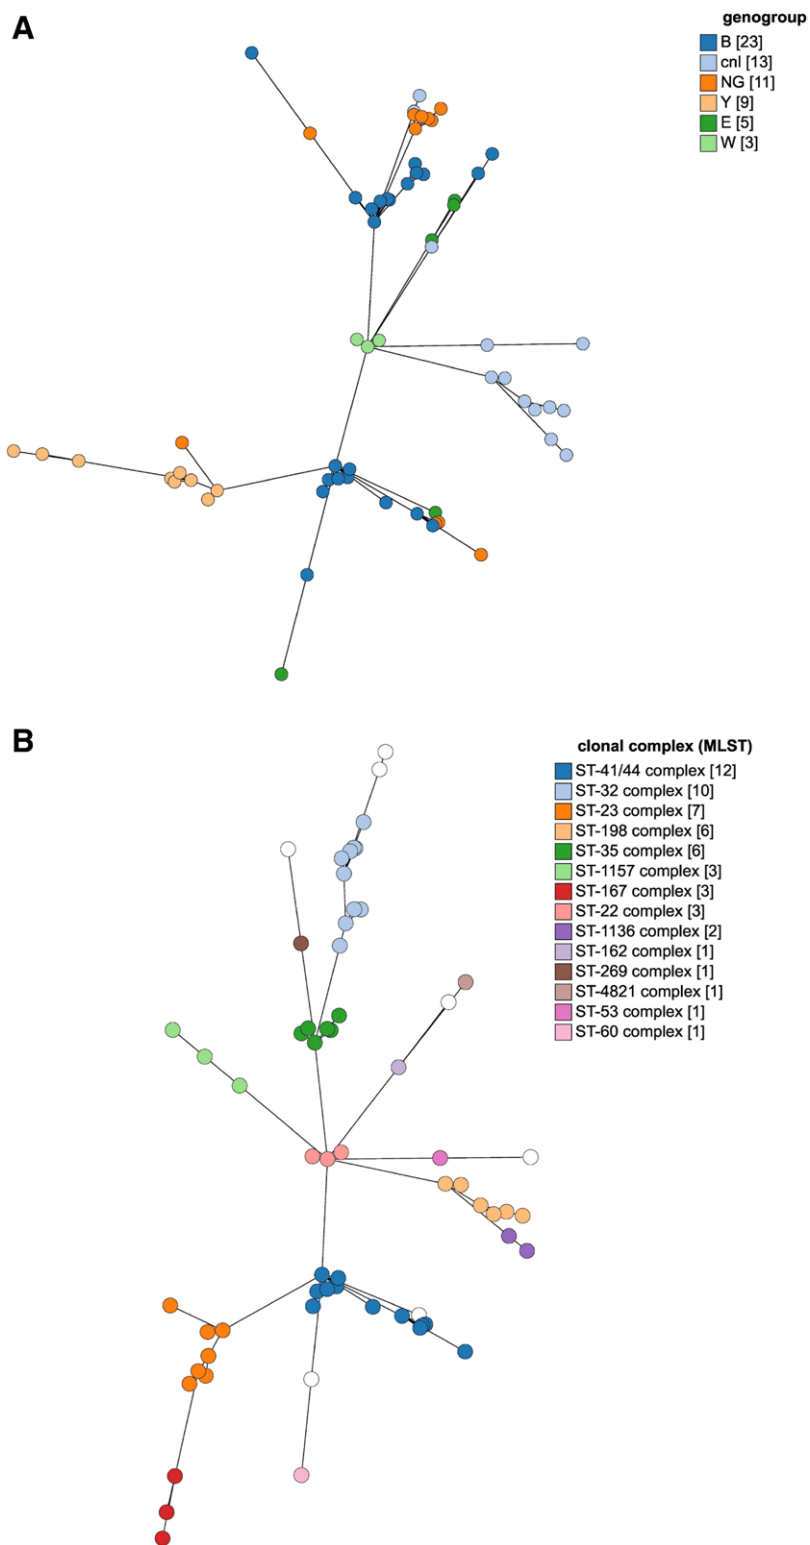 A
genogroup
B [23]
cnl [13]
NG [11]
Y [9]
E [5]
W [3]
B
clonal complex (MLST)
ST-41/44 complex [12]
ST-32 complex [10]
ST-23 complex [7]
ST-198 complex [6]
ST-35 complex [6]
ST-1157 complex [3]
ST-167 complex [3]
ST-22 complex [3]
ST-1136 complex [2]
ST-162 complex [1]
ST-269 complex [1]
ST-4821 complex [1]
ST-53 complex [1]
ST-60 complex [1]